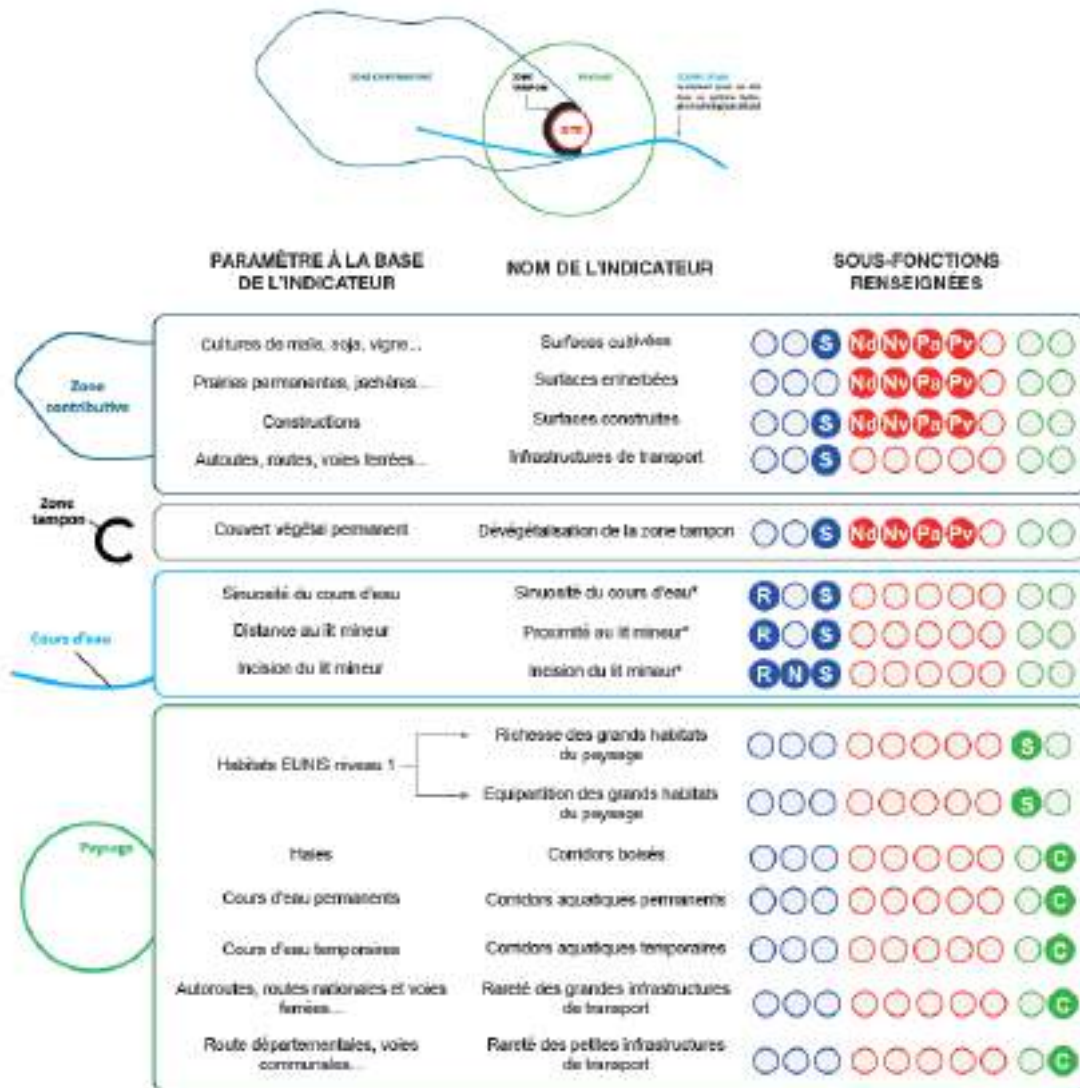 ZONE CONTRIBUTIVE
ZONE
TAMPON
PAYSAGE
SITE
PARAMÈTRE À LA BASE
DE L'INDICATEUR
NOM DE L'INDICATEUR
SOUS-FONCTIONS
RENSEIGNÉES
Zone
contributive
Cultures de maïs, soja, vigne... Surfaces cultivées S Nd Nv Pa Pv
Prairies permanentes, jachères... Surfaces enherbées Nd Nv Pa Pv
Constructions Surfaces construites S Nd Nv Pa Pv
Autoutes, routes, voies ferrées... Infrastructures de transport S
Zone
tampon
Couvert végétal permanent Dévégétalisation de la zone tampon S Nd Nv Pa Pv
Cours d'eau
Sinuosité du cours d'eau Sinuosité du cours d'eau* R S
Distance au lit mineur Proximité au lit mineur* R S
Incision du lit mineur Incision du lit mineur* R N S
Paysage
Habitats EUNIS niveau 1
Richesse des grands habitats
du paysage S
Equipartition des grands habitats
du paysage S
Haies Corridors boisés C
Cours d'eau permanents Corridors aquatiques permanents C
Cours d'eau temporaires Corridors aquatiques temporaires C
Autoroutes, routes nationales et voies
ferrées...
Rareté des grandes infrastructures
de transport C
Route départementales, voies
communales...
Rareté des petites infrastructures
de transport C